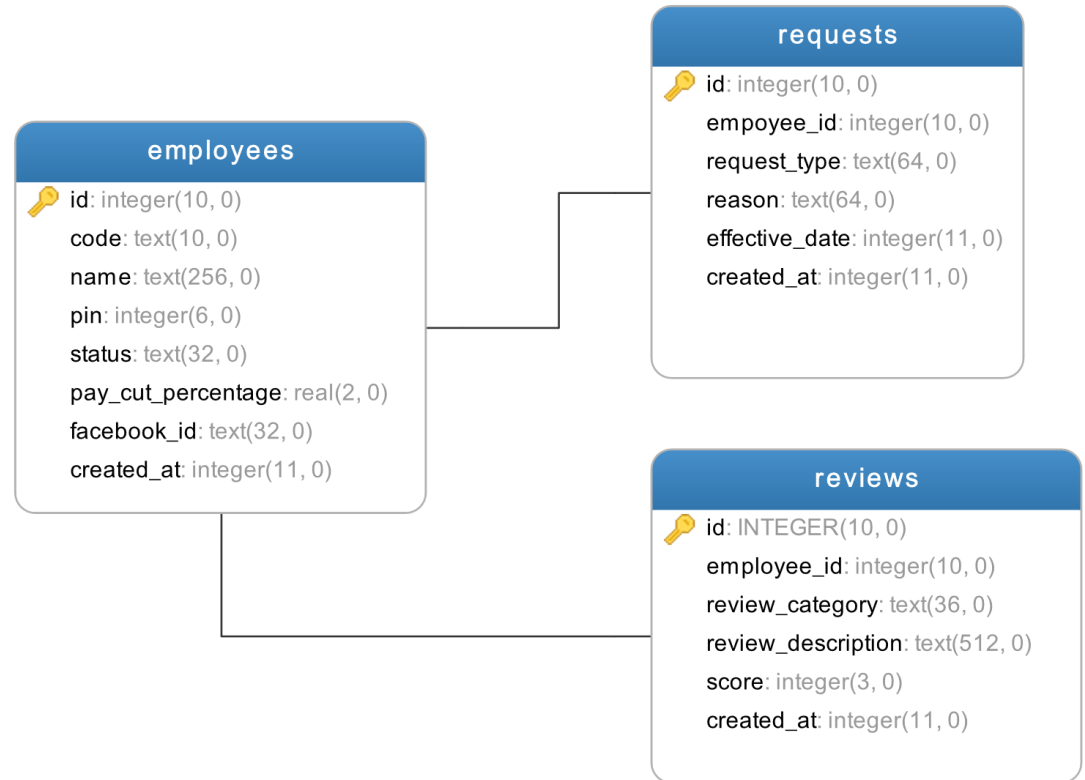 employees
id: integer(10, 0)
code: text(10, 0)
name: text(256, 0)
pin: integer(6, 0)
status: text(32, 0)
pay_cut_percentage: real(2, 0)
facebook_id: text(32, 0)
created_at: integer(11, 0)
requests
id: integer(10, 0)
empoyee_id: integer(10, 0)
request_type: text(64, 0)
reason: text(64, 0)
effective_date: integer(11, 0)
created_at: integer(11, 0)
reviews
id: INTEGER(10, 0)
employee_id: integer(10, 0)
review_category: text(36, 0)
review_description: text(512, 0)
score: integer(3, 0)
created_at: integer(11, 0)